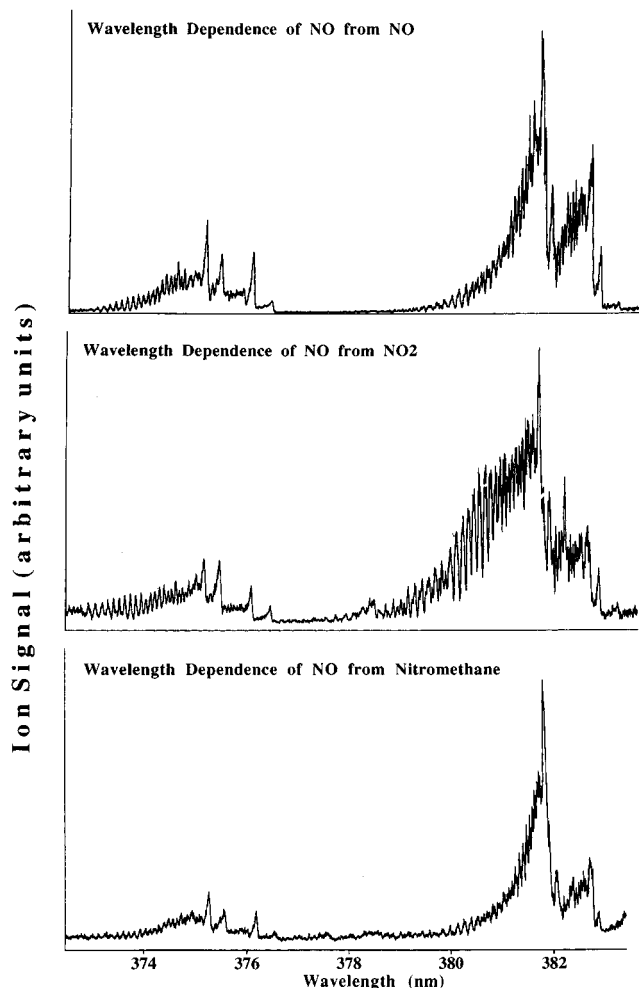 Wavelength Dependence of NO from NO
Wavelength Dependence of NO from NO2
Wavelength Dependence of NO from Nitromethane
Ion Signal (arbitrary units)
374 376 378 380 382
Wavelength (nm)